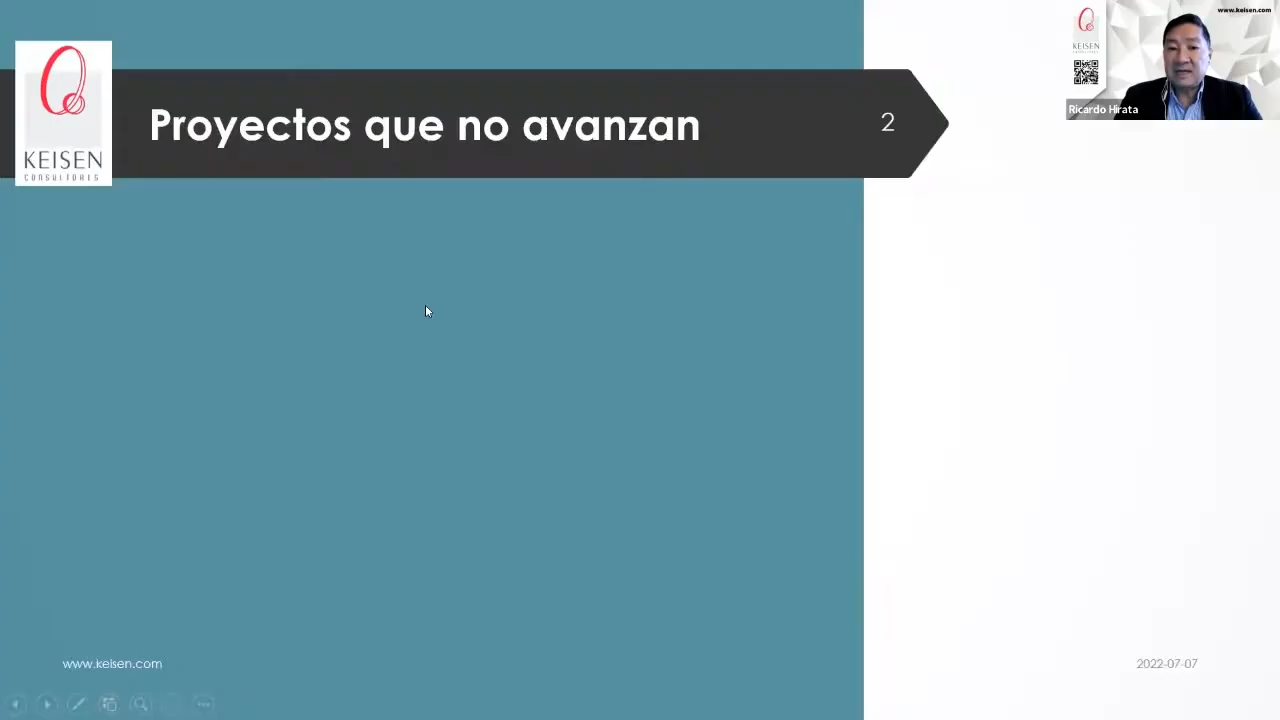 KEISEN
CONSULTORES
Proyectos que no avanzan
2
www.keisen.com
KEISEN
Ricardo Hirata
www.keisen.com
2022-07-07